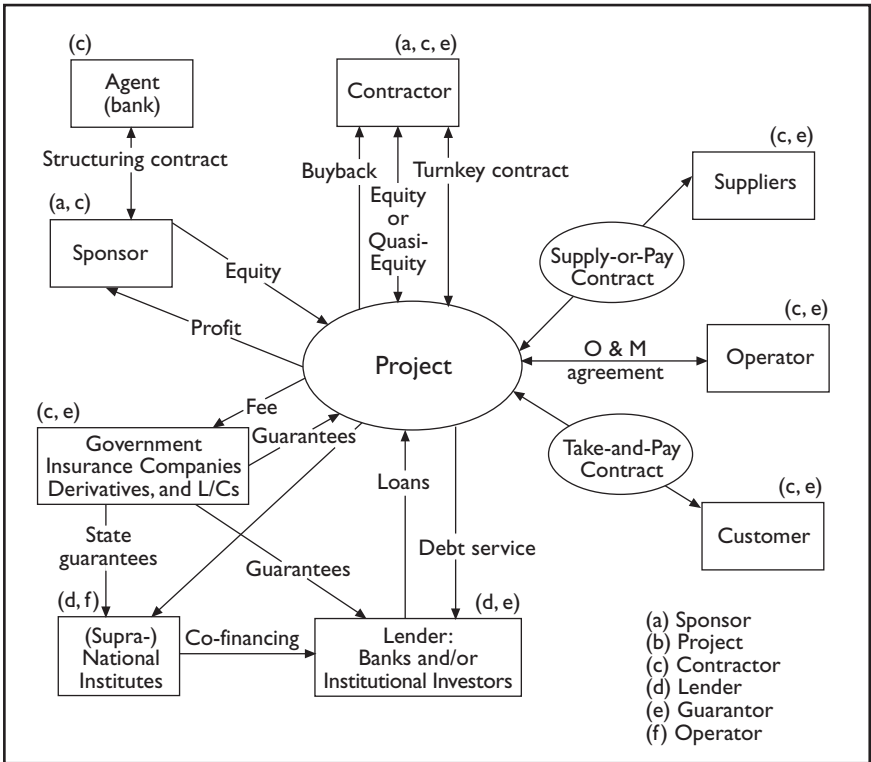 (c)
Agent
(bank)
Structuring contract
(a, c)
Sponsor
Equity
Profit
(a, c, e)
Contractor
Buyback
Equity
or
Quasi-
Equity
Turnkey contract
(c, e)
Suppliers
Supply-or-Pay
Contract
Project
O & M
agreement
(c, e)
Operator
Take-and-Pay
Contract
(c, e)
Customer
Fee
Guarantees
(c, e)
Government
Insurance Companies
Derivatives, and L/Cs
State
guarantees
Guarantees
Loans
Debt service
(d, f)
(Supra-)
National
Institutes
Co-financing
(d, e)
Lender:
Banks and/or
Institutional Investors
(a) Sponsor
(b) Project
(c) Contractor
(d) Lender
(e) Guarantor
(f) Operator